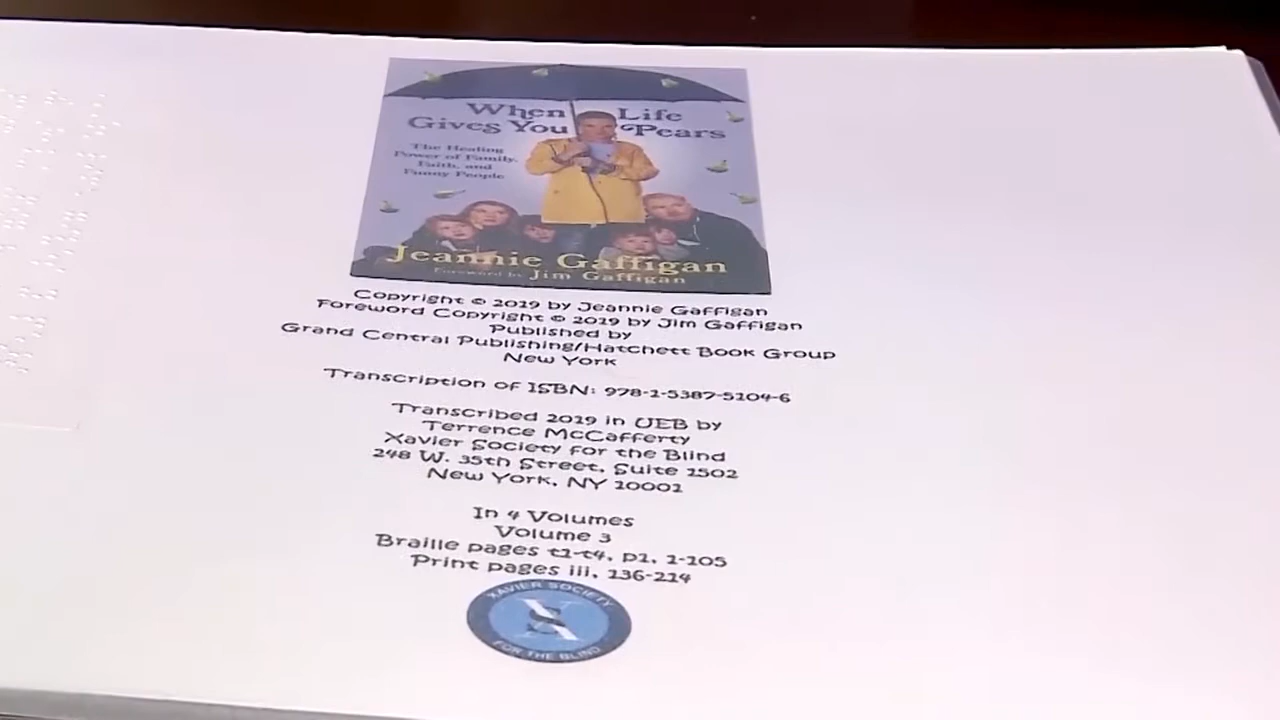 When Life
Gives You Pears
The Healing
Power of Family,
Faith, and
Funny People
Jeannie Gaffigan
Foreword by Jim Gaffigan
Copyright © 2019 by Jeannie Gaffigan
Foreword Copyright © 2019 by Jim Gaffigan
Published by
Grand Central Publishing/Hatchett Book Group
New York
Transcription of ISBN: 978-1-5387-5104-6
Transcribed 2019 in UEB by
Terrence McCafferty
Xavier Society for the Blind
248 W. 35th Street, Suite 1502
New York, NY 10001
In 4 Volumes
Volume 3
Braille pages t1-t4, p1, 1-105
Print pages iii, 136-214
XAVIER SOCIETY
XS
FOR THE BLIND